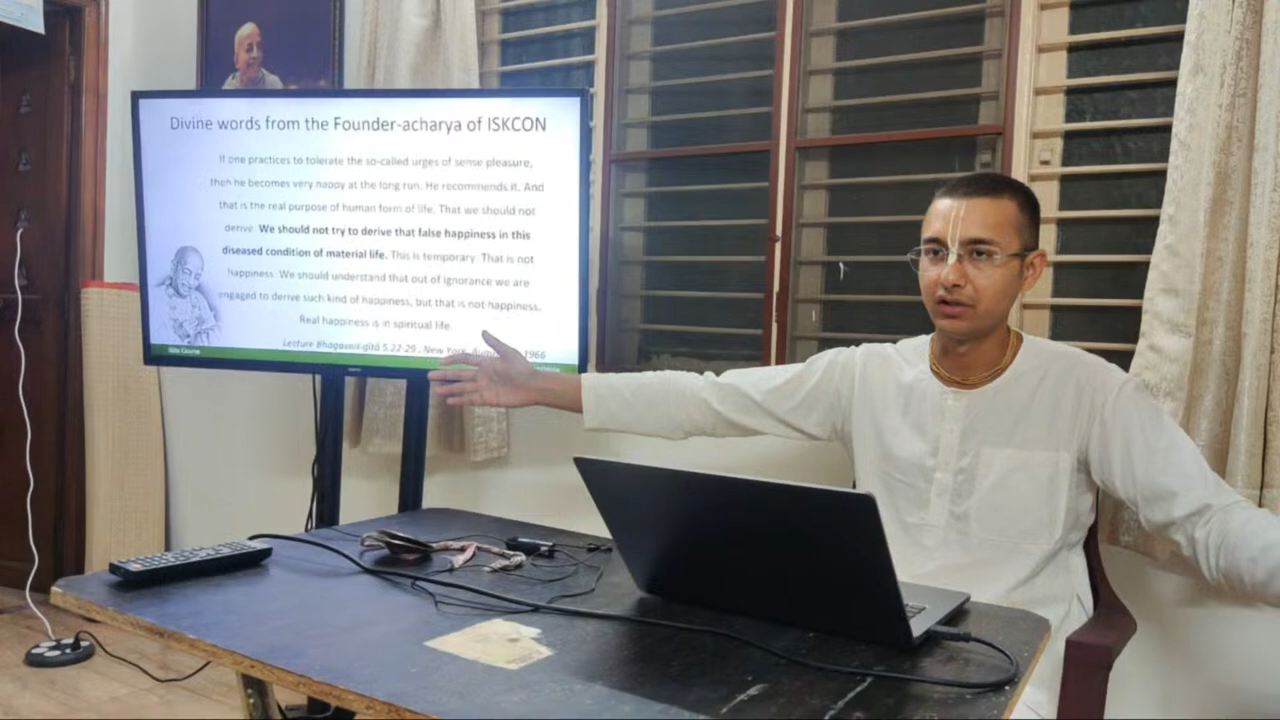 Divine words from the Founder-acharya of ISKCON
If one practices to tolerate the so-called urges of sense pleasure,
then he becomes very happy at the long run. He recommends it. And
that is the real purpose of human form of life. That we should not
derive. We should not try to derive that false happiness in this
diseased condition of material life. This is temporary. That is not
happiness. We should understand that out of ignorance we are
engaged to derive such kind of happiness, but that is not happiness.
Real happiness is in spiritual life.
Lecture Bhagavad-gītā 5.22-29, New York, 1966
Gita Course